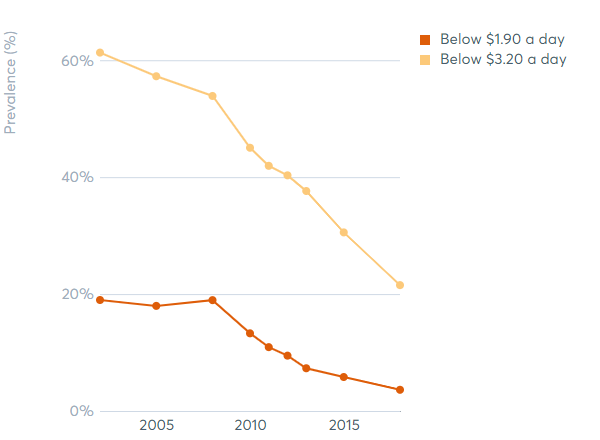 Prevalence (%)
Below $1.90 a day
Below $3.20 a day
60%
40%
20%
0%
2005 2010 2015